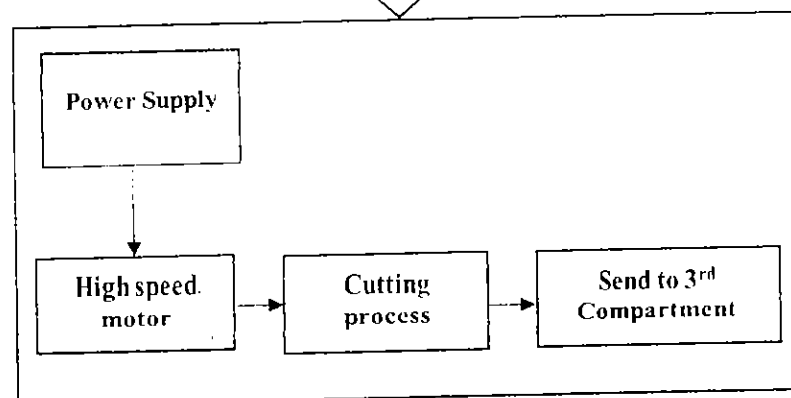 Power Supply
High speed.
motor
Cutting
process
Send to 3rd
Compartment